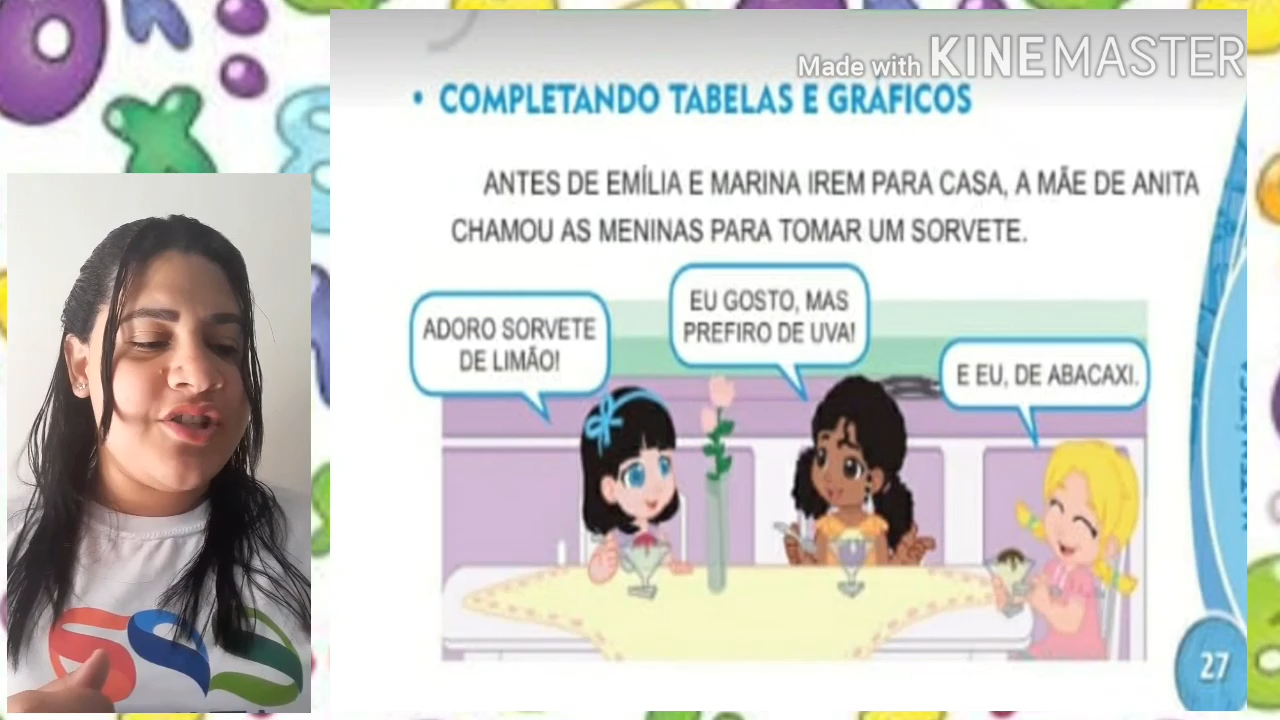 Made with KINEMASTER
• COMPLETANDO TABELAS E GRÁFICOS
ANTES DE EMÍLIA E MARINA IREM PARA CASA, A MÃE DE ANITA
CHAMOU AS MENINAS PARA TOMAR UM SORVETE.
ADORO SORVETE
DE LIMÃO!
EU GOSTO, MAS
PREFIRO DE UVA!
E EU, DE ABACAXI.
MATEMÁTICA
27